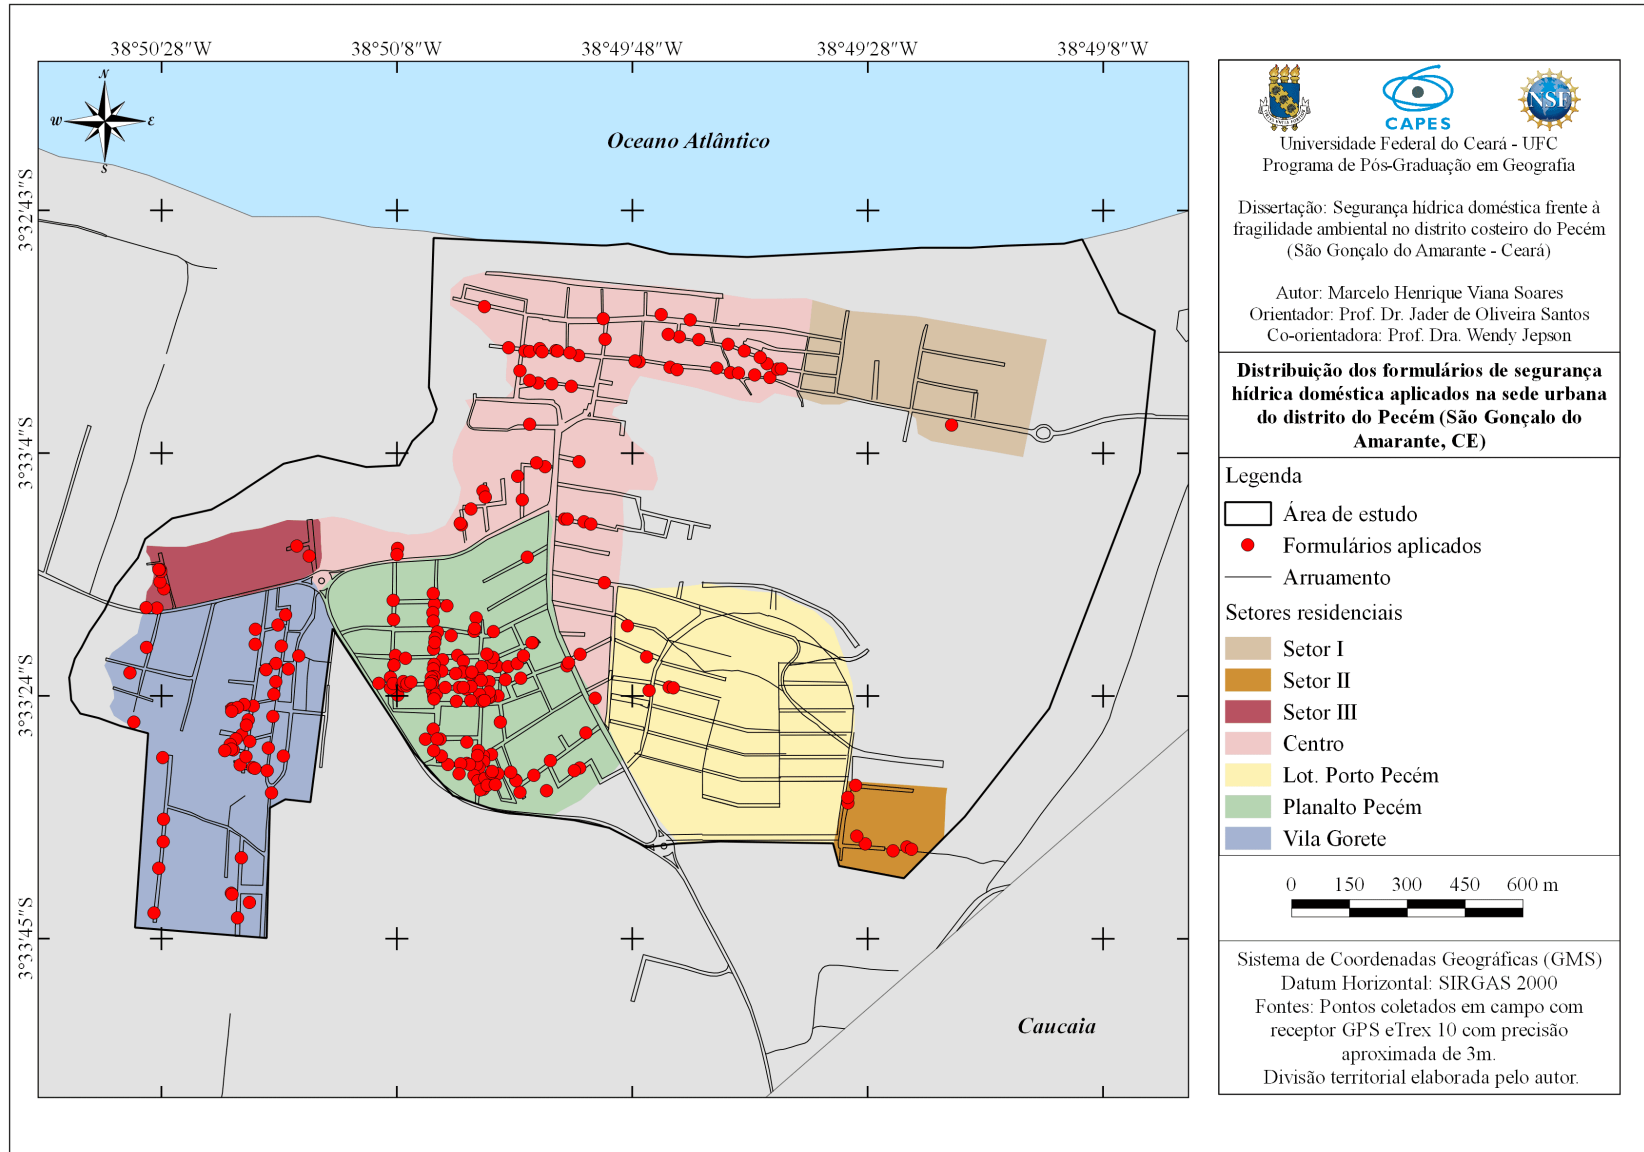 38°50'28"W
38°50'8"W
38°49'48"W
38°49'28"W
38°49'8"W
3°32'43"S
3°33'4"S
3°33'24"S
3°33'45"S
N
W
E
S
Oceano Atlântico
Caucaia
CAPES
NSF
Universidade Federal do Ceará - UFC
Programa de Pós-Graduação em Geografia
Dissertação: Segurança hídrica doméstica frente à
fragilidade ambiental no distrito costeiro do Pecém
(São Gonçalo do Amarante - Ceará)
Autor: Marcelo Henrique Viana Soares
Orientador: Prof. Dr. Jader de Oliveira Santos
Co-orientadora: Prof. Dra. Wendy Jepson
Distribuição dos formulários de segurança
hídrica doméstica aplicados na sede urbana
do distrito do Pecém (São Gonçalo do
Amarante, CE)
Legenda
Área de estudo
Formulários aplicados
Arruamento
Setores residenciais
Setor I
Setor II
Setor III
Centro
Lot. Porto Pecém
Planalto Pecém
Vila Gorete
0 150 300 450 600 m
Sistema de Coordenadas Geográficas (GMS)
Datum Horizontal: SIRGAS 2000
Fontes: Pontos coletados em campo com
receptor GPS eTrex 10 com precisão
aproximada de 3m.
Divisão territorial elaborada pelo autor.